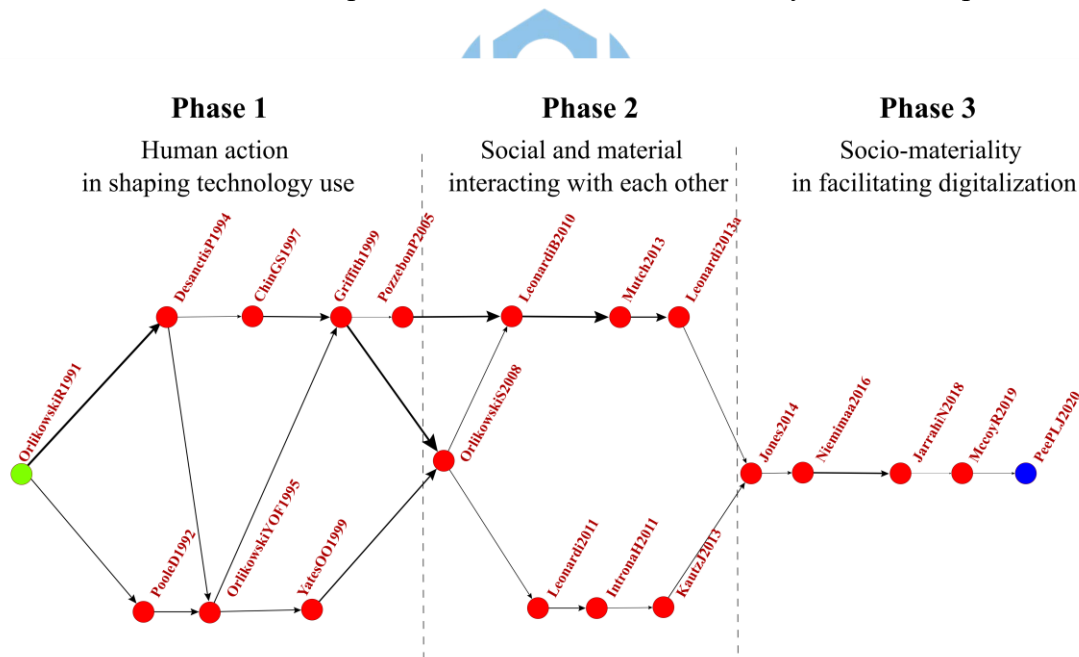 Phase 1
Human action
in shaping technology use
Phase 2
Social and material
interacting with each other
Phase 3
Socio-materiality
in facilitating digitalization
OrlikowskiR1991
DesanctisP1994
ChinGS1997
Griffith1999
PozzebonP2005
LeonardiB2010
Mutch2013
Leonardi2013a
PooleD1992
OrlikowskiYOF1995
YatesOO1999
OrlikowskiS2008
Leonardi2011
IntronaH2011
KautzJ2013
Jones2014
Niemimaa2016
JarrahiN2018
MccoyR2019
PeePLJ2020